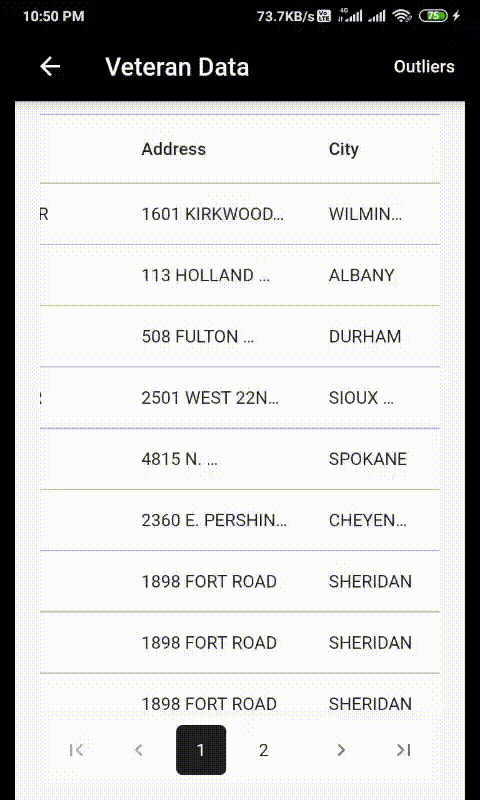 10:50 PM 73.7KB/s Vo LTE 4G 75
Veteran Data Outliers
Address City
R 1601 KIRKWOOD... WILMIN...
113 HOLLAND ... ALBANY
508 FULTON ... DURHAM
2501 WEST 22N... SIOUX ...
4815 N. ... SPOKANE
2360 E. PERSHIN... CHEYEN...
1898 FORT ROAD SHERIDAN
1898 FORT ROAD SHERIDAN
1898 FORT ROAD SHERIDAN
1 2